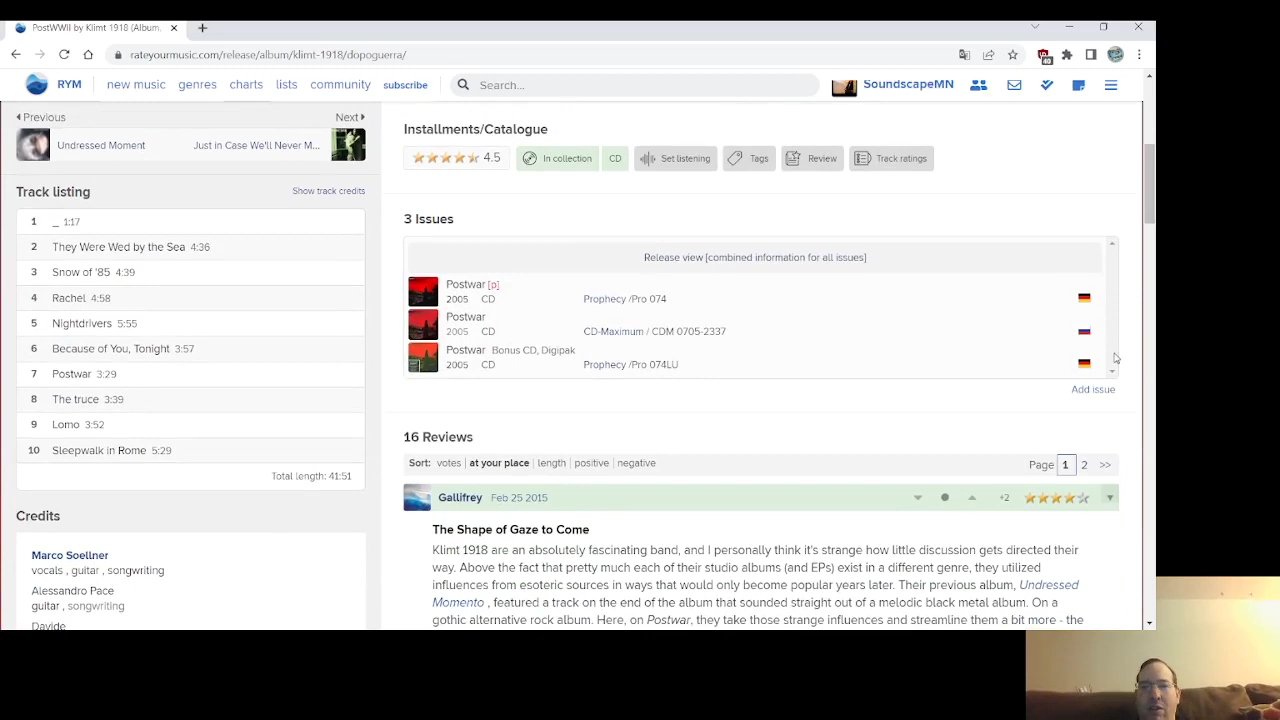 PostWWII by Klimt 1918 (Album,
rateyourmusic.com/release/album/klimt-1918/dopoguerra/
40
RYM new music genres charts lists community subscribe Search... SoundscapeMN
Previous Next
Undressed Moment Just in Case We'll Never M...
Track listing Show track credits
1 _ 1:17
2 They Were Wed by the Sea 4:36
3 Snow of '85 4:39
4 Rachel 4:58
5 Nightdrivers 5:55
6 Because of You, Tonight 3:57
7 Postwar 3:29
8 The truce 3:39
9 Lomo 3:52
10 Sleepwalk in Rome 5:29
Total length: 41:51
Credits
Marco Soellner
vocals , guitar , songwriting
Alessandro Pace
guitar , songwriting
Davide
Installments/Catalogue
4.5 In collection CD Set listening Tags Review Track ratings
3 Issues
Release view [combined information for all issues]
Postwar [p]
2005 CD Prophecy /Pro 074
Postwar
2005 CD CD-Maximum / CDM 0705-2337
Postwar Bonus CD, Digipak
2005 CD Prophecy /Pro 074LU
Add issue
16 Reviews
Sort: votes | at your place | length | positive | negative Page 1 2 >>
Gallifrey Feb 25 2015 +2
The Shape of Gaze to Come
Klimt 1918 are an absolutely fascinating band, and I personally think it's strange how little discussion gets directed their
way. Above the fact that pretty much each of their studio albums (and EPs) exist in a different genre, they utilized
influences from esoteric sources in ways that would only become popular years later. Their previous album, Undressed
Momento , featured a track on the end of the album that sounded straight out of a melodic black metal album. On a
gothic alternative rock album. Here, on Postwar, they take those strange influences and streamline them a bit more - the